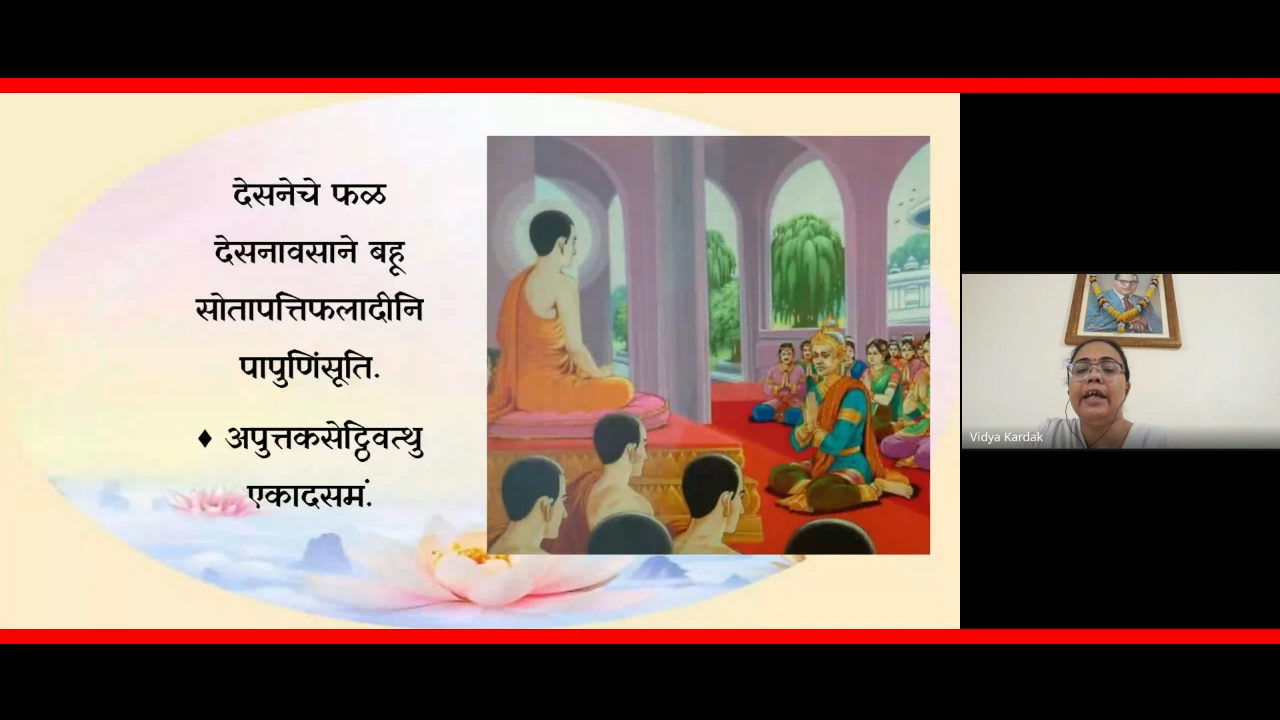 देसनेचे फळ
देसनावसाने बहू
सोतापत्तिफलादीनि
पापुणिंसूति.
♦ अपुत्तकसेट्ठिवत्थु
एकादसमं.
Vidya Kardak